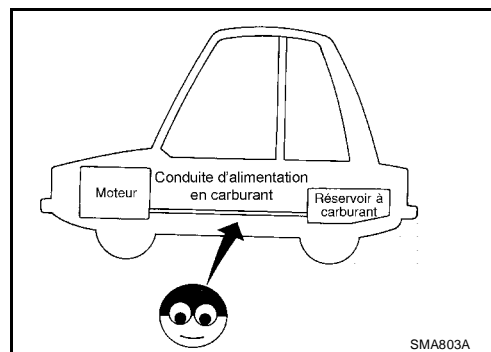 Conduite d'alimentation
en carburant
Moteur
Réservoir à
carburant
SMA803A